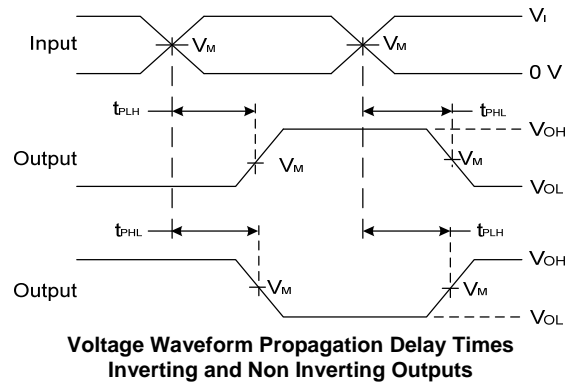 Input
VM
VM
VI
0 V
tPLH
tPHL
Output
VM
VM
VOH
VOL
tPHL
tPLH
Output
VM
VM
VOH
VOL
Voltage Waveform Propagation Delay Times
Inverting and Non Inverting Outputs